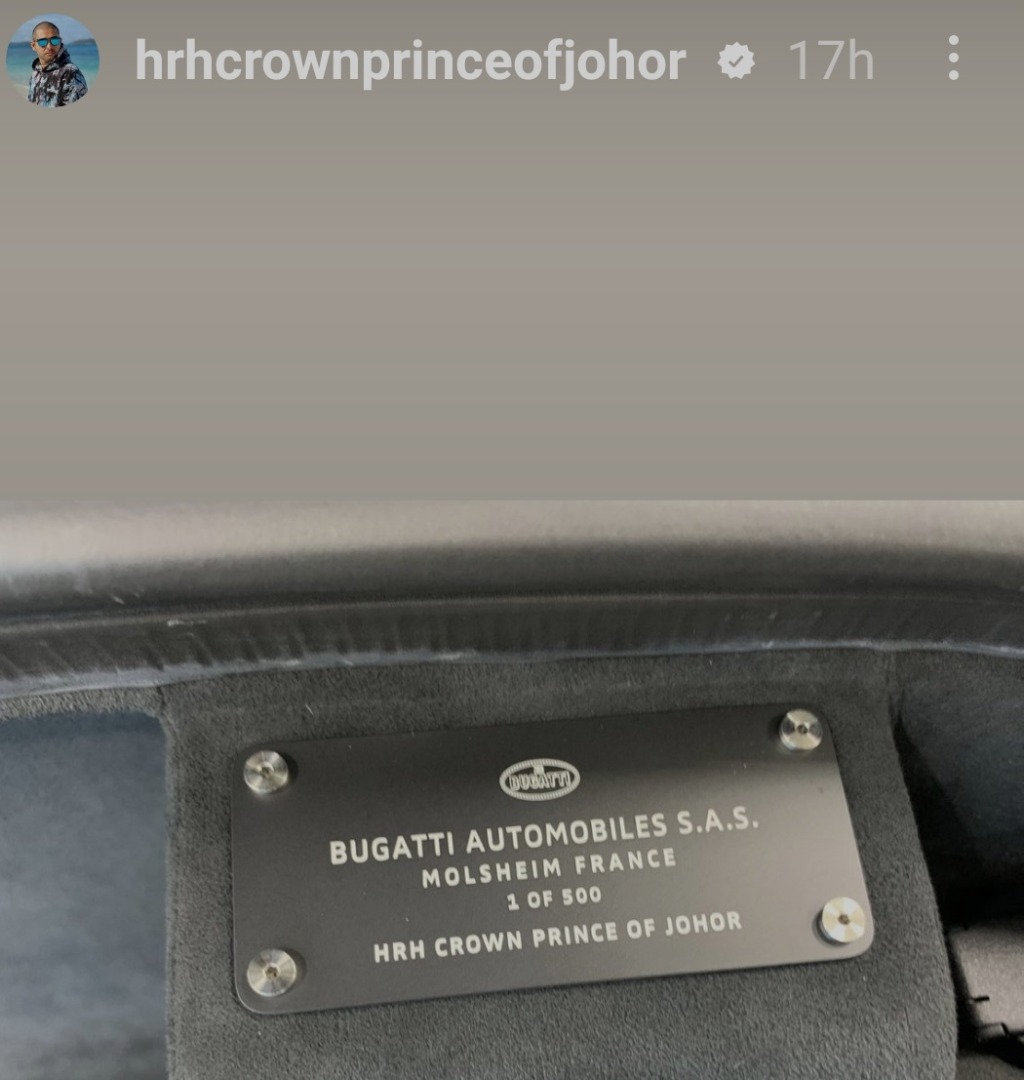 hrhcrownprinceofjohor 17h
BUGATTI
BUGATTI AUTOMOBILES S.A.S.
MOLSHEIM FRANCE
1 OF 500
HRH CROWN PRINCE OF JOHOR